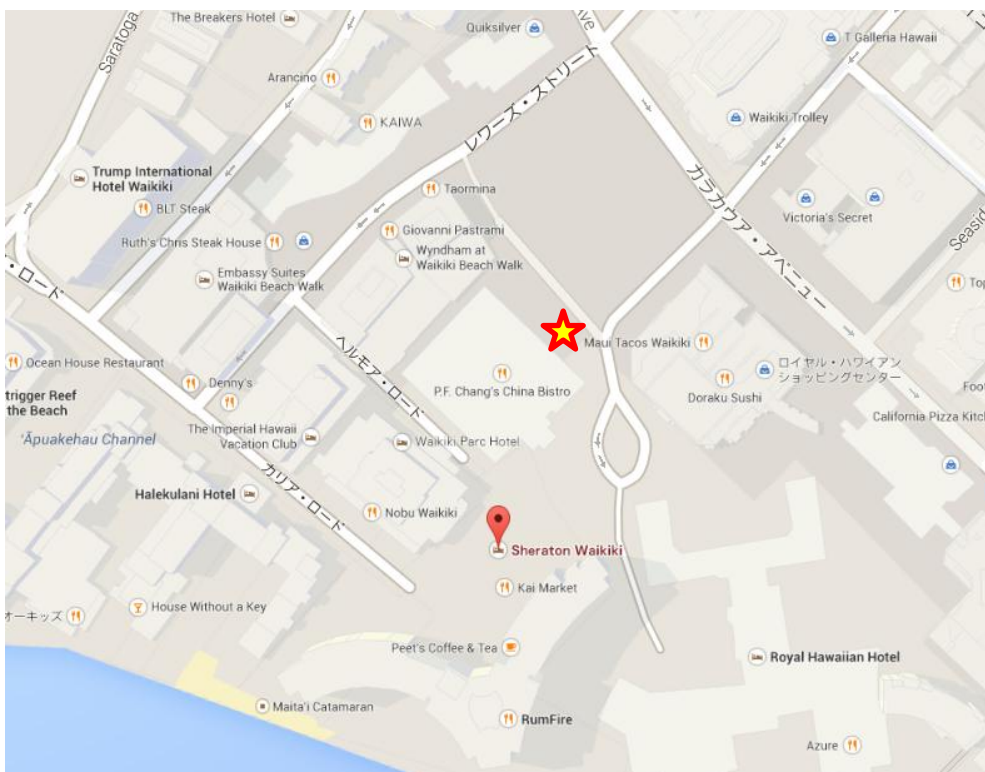 The Breakers Hotel
Saratoga
Quiksilver
Ave
T Galleria Hawaii
Arancino
KAIWA
レワーズ・ストリート
Waikiki Trolley
Trump International
Hotel Waikiki
BLT Steak
Taormina
カラカウア・アベニュー
Victoria's Secret
Seasid
Ruth's Chris Steak House
Giovanni Pastrami
Wyndham at
Waikiki Beach Walk
・ロード
Embassy Suites
Waikiki Beach Walk
Top
Maui Tacos Waikiki
ヘルモア・ロード
Ocean House Restaurant
ロイヤル・ハワイアン
ショッピングセンター
Denny's
P.F. Chang's China Bistro
Doraku Sushi
Foot
trigger Reef
the Beach
California Pizza Kitc
'Āpuakehau Channel
The Imperial Hawaii
Vacation Club
Waikiki Parc Hotel
カリア・ロード
Halekulani Hotel
Nobu Waikiki
Sheraton Waikiki
Kai Market
House Without a Key
オーキッズ
Peet's Coffee & Tea
Royal Hawaiian Hotel
Maita'i Catamaran
RumFire
Azure